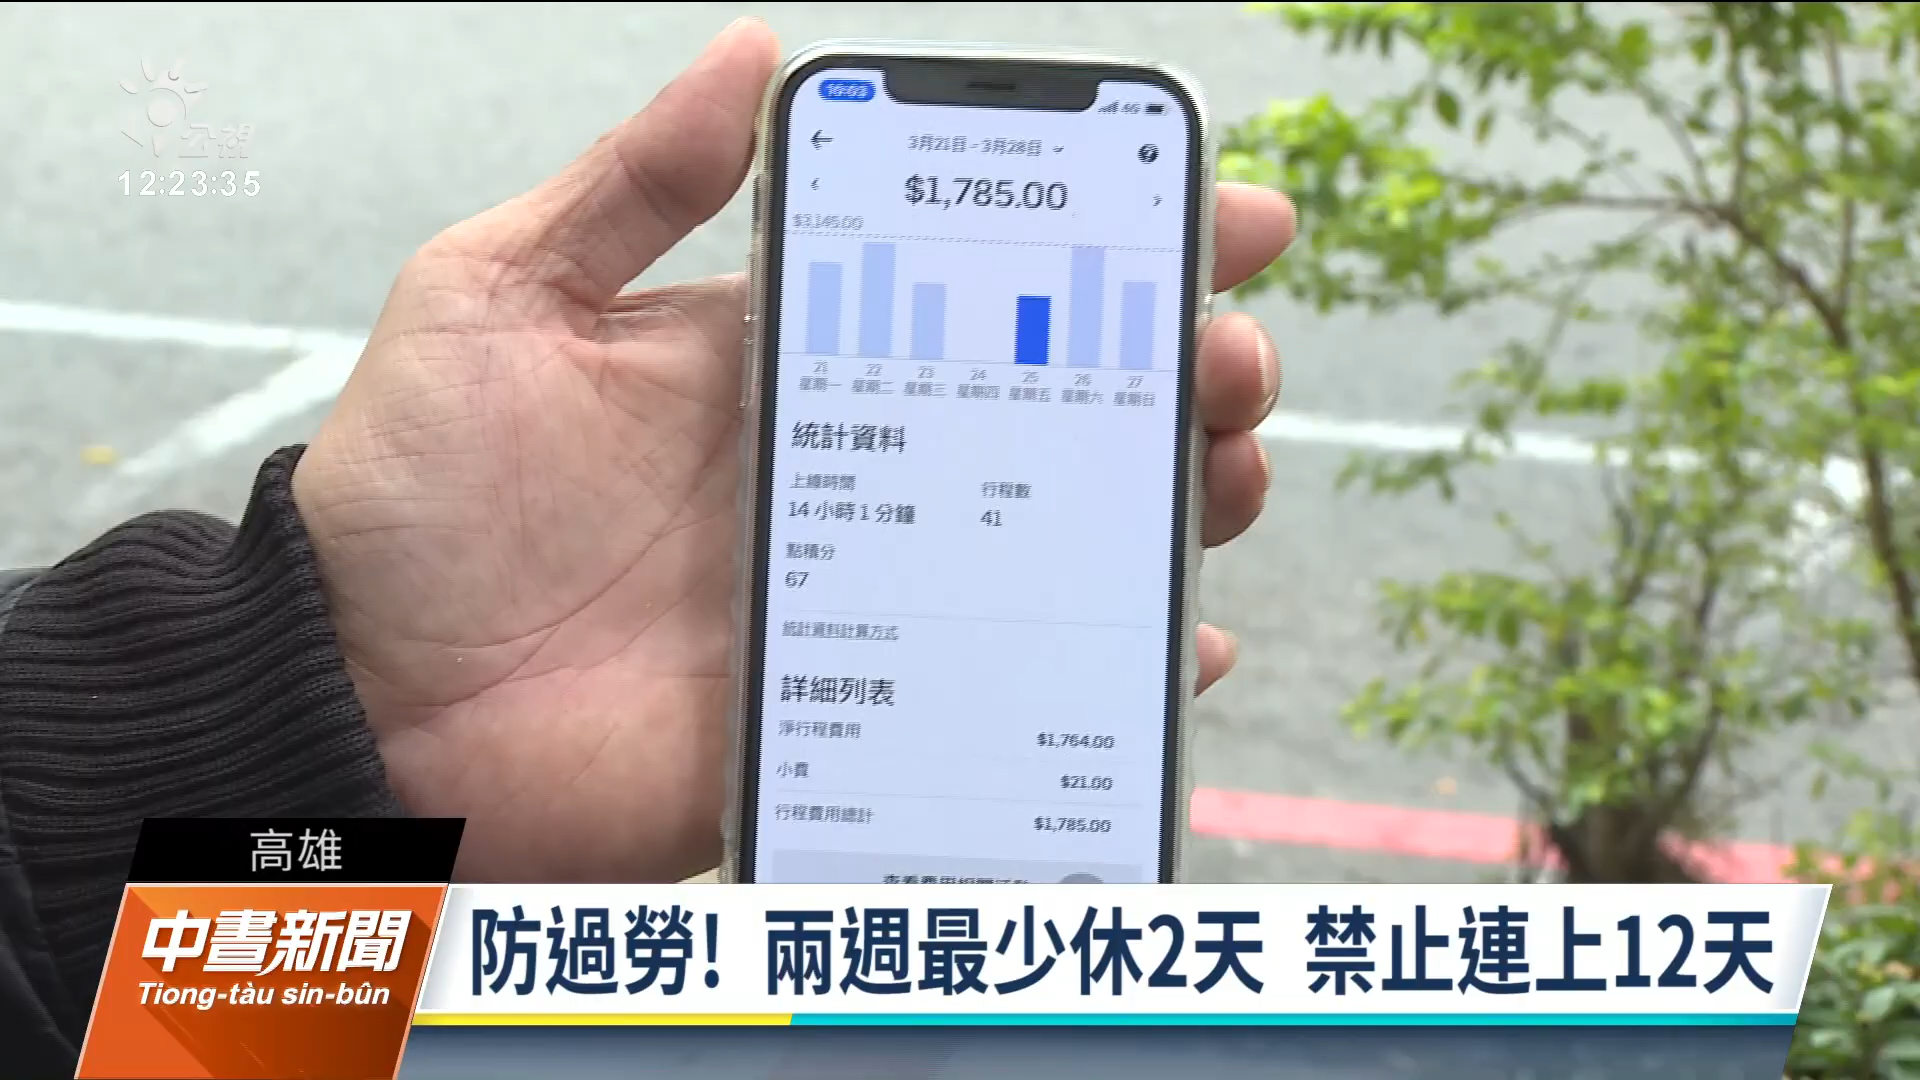 公視
12:23:35
10:03
4G
3月21日 - 3月28日
$1,785.00
$3,145.00
21 22 23 24 25 26 27
星期一 星期二 星期三 星期四 星期五 星期六 星期日
統計資料
上線時間 行程數
14 小時 1 分鐘 41
點積分
67
統計資料計算方式
詳細列表
淨行程費用 $1,764.00
小費 $21.00
行程費用總計 $1,785.00
高雄
中晝新聞
Tiong-tàu sin-bûn
防過勞! 兩週最少休2天 禁止連上12天